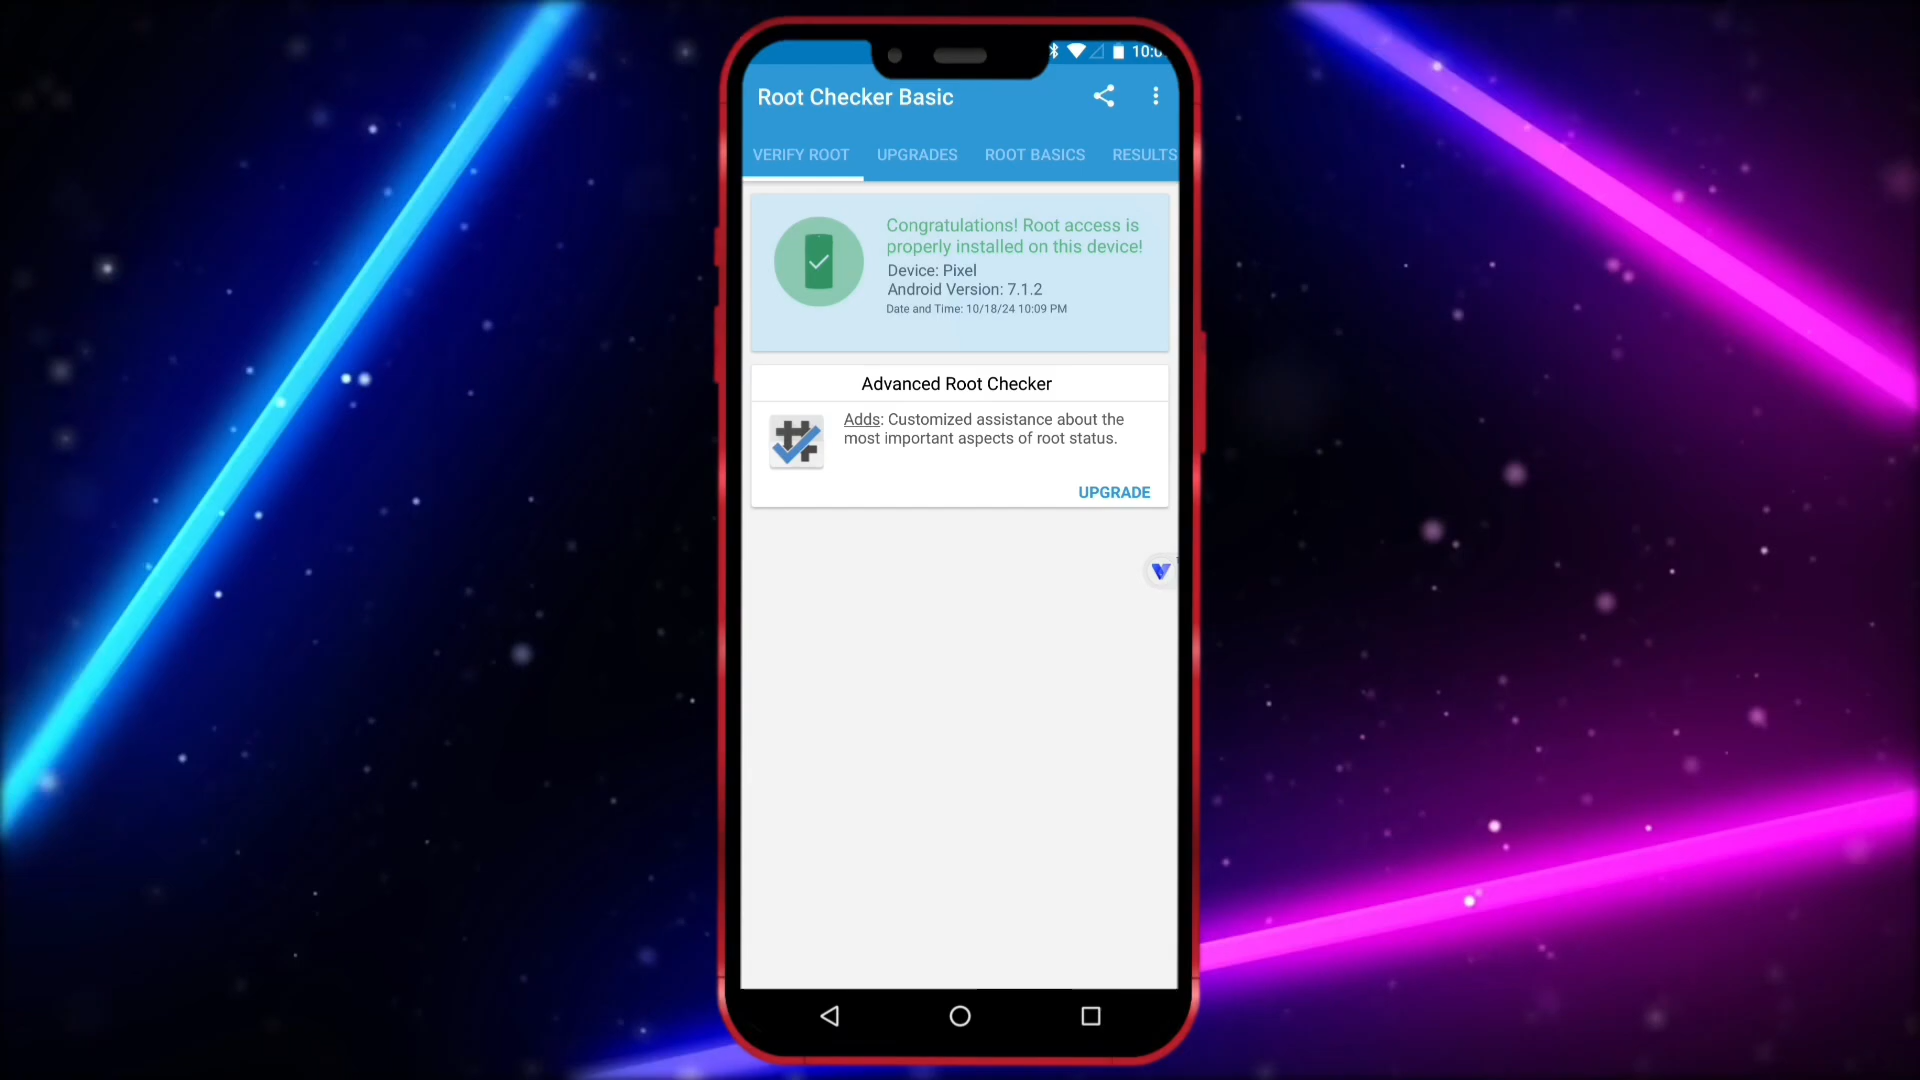 10:0
Root Checker Basic
VERIFY ROOT UPGRADES ROOT BASICS RESULTS
Congratulations! Root access is
properly installed on this device!
Device: Pixel
Android Version: 7.1.2
Date and Time: 10/18/24 10:09 PM
Advanced Root Checker
Adds: Customized assistance about the
most important aspects of root status.
UPGRADE